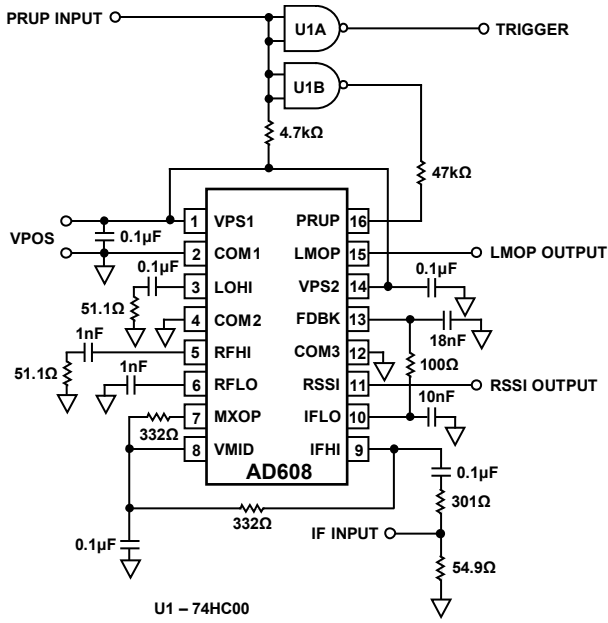 PRUP INPUT
U1A
TRIGGER
U1B
4.7kΩ
47kΩ
VPOS
0.1µF
1 VPS1
PRUP 16
2 COM1
LMOP 15
LMOP OUTPUT
0.1µF
51.1Ω
3 LOHI
VPS2 14
0.1µF
4 COM2
FDBK 13
18nF
1nF
51.1Ω
5 RFHI
COM3 12
100Ω
1nF
6 RFLO
RSSI 11
RSSI OUTPUT
10nF
332Ω
7 MXOP
IFLO 10
8 VMID
IFHI 9
AD608
0.1µF
301Ω
332Ω
IF INPUT
0.1µF
54.9Ω
U1 – 74HC00